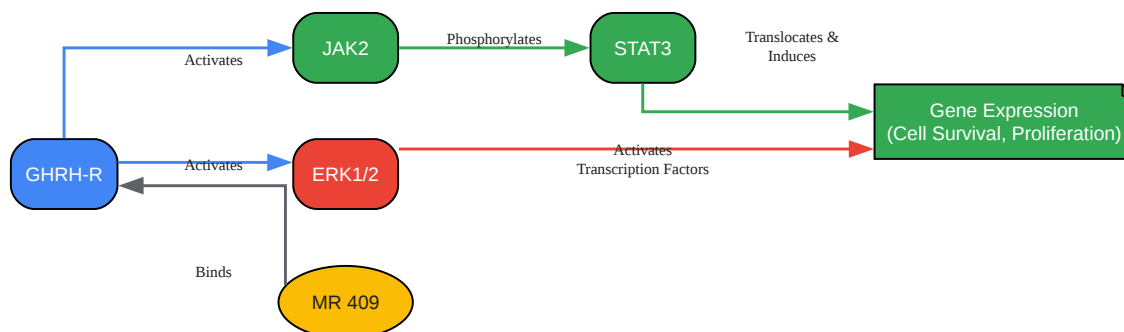 JAK2
Phosphorylates
STAT3
Translocates &
Induces
Activates
Gene Expression
(Cell Survival, Proliferation)
GHRH-R
Activates
ERK1/2
Activates
Transcription Factors
Binds
MR 409